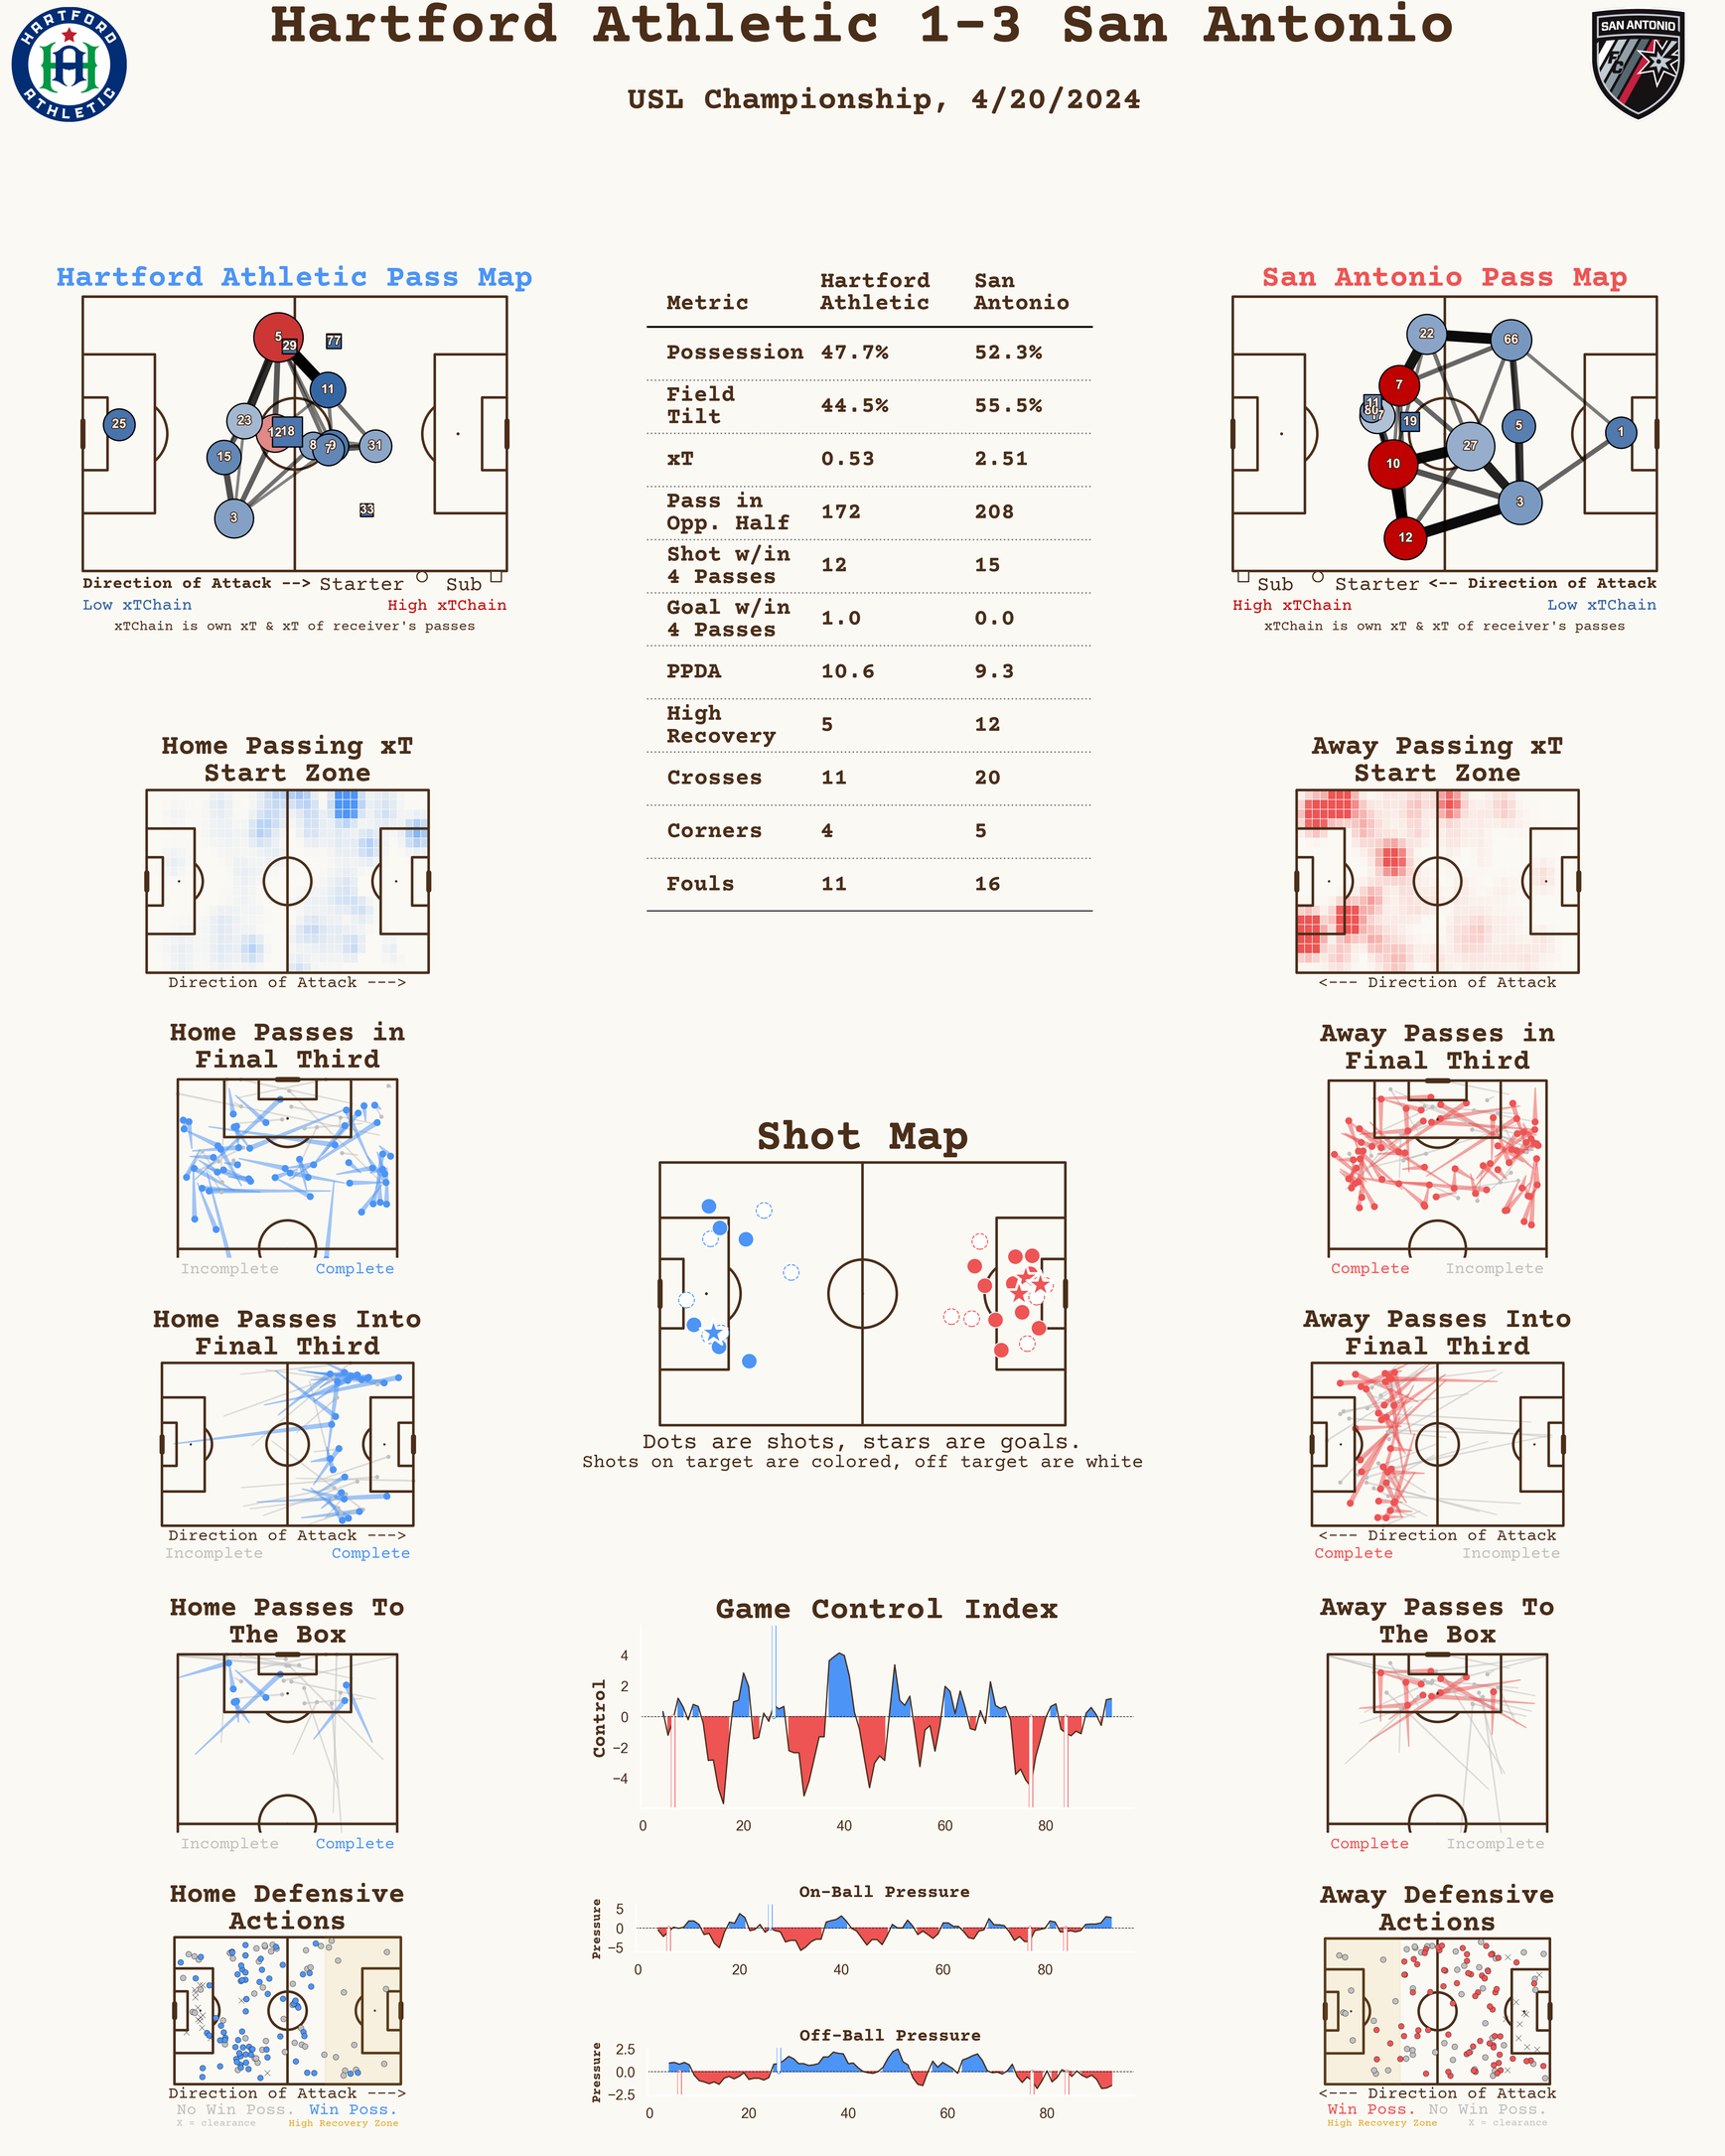 Hartford Athletic 1-3 San Antonio
USL Championship, 4/20/2024
HARTFORD
ATHLETIC
SAN ANTONIO
FC
Hartford Athletic Pass Map
5
29
77
11
25
23
12
18
8
9
7
31
15
3
33
Direction of Attack --> Starter Sub
Low xTChain High xTChain
xTChain is own xT & xT of receiver's passes
Metric Hartford Athletic San Antonio
Possession 47.7% 52.3%
Field Tilt 44.5% 55.5%
xT 0.53 2.51
Pass in Opp. Half 172 208
Shot w/in 4 Passes 12 15
Goal w/in 4 Passes 1.0 0.0
PPDA 10.6 9.3
High Recovery 5 12
Crosses 11 20
Corners 4 5
Fouls 11 16
San Antonio Pass Map
22
66
7
11
80
7
19
5
1
27
10
3
12
Sub Starter <-- Direction of Attack
High xTChain Low xTChain
xTChain is own xT & xT of receiver's passes
Home Passing xT
Start Zone
Direction of Attack --->
Away Passing xT
Start Zone
<--- Direction of Attack
Home Passes in
Final Third
Incomplete Complete
Away Passes in
Final Third
Complete Incomplete
Shot Map
Dots are shots, stars are goals.
Shots on target are colored, off target are white
Home Passes Into
Final Third
Direction of Attack --->
Incomplete Complete
Away Passes Into
Final Third
<--- Direction of Attack
Complete Incomplete
Home Passes To
The Box
Incomplete Complete
Game Control Index
Control
4
2
0
−2
−4
0 20 40 60 80
Away Passes To
The Box
Complete Incomplete
Home Defensive
Actions
Direction of Attack --->
No Win Poss. Win Poss.
X = clearance High Recovery Zone
On-Ball Pressure
Pressure
5
0
−5
0 20 40 60 80
Off-Ball Pressure
Pressure
2.5
0.0
−2.5
0 20 40 60 80
Away Defensive
Actions
<--- Direction of Attack
Win Poss. No Win Poss.
High Recovery Zone X = clearance